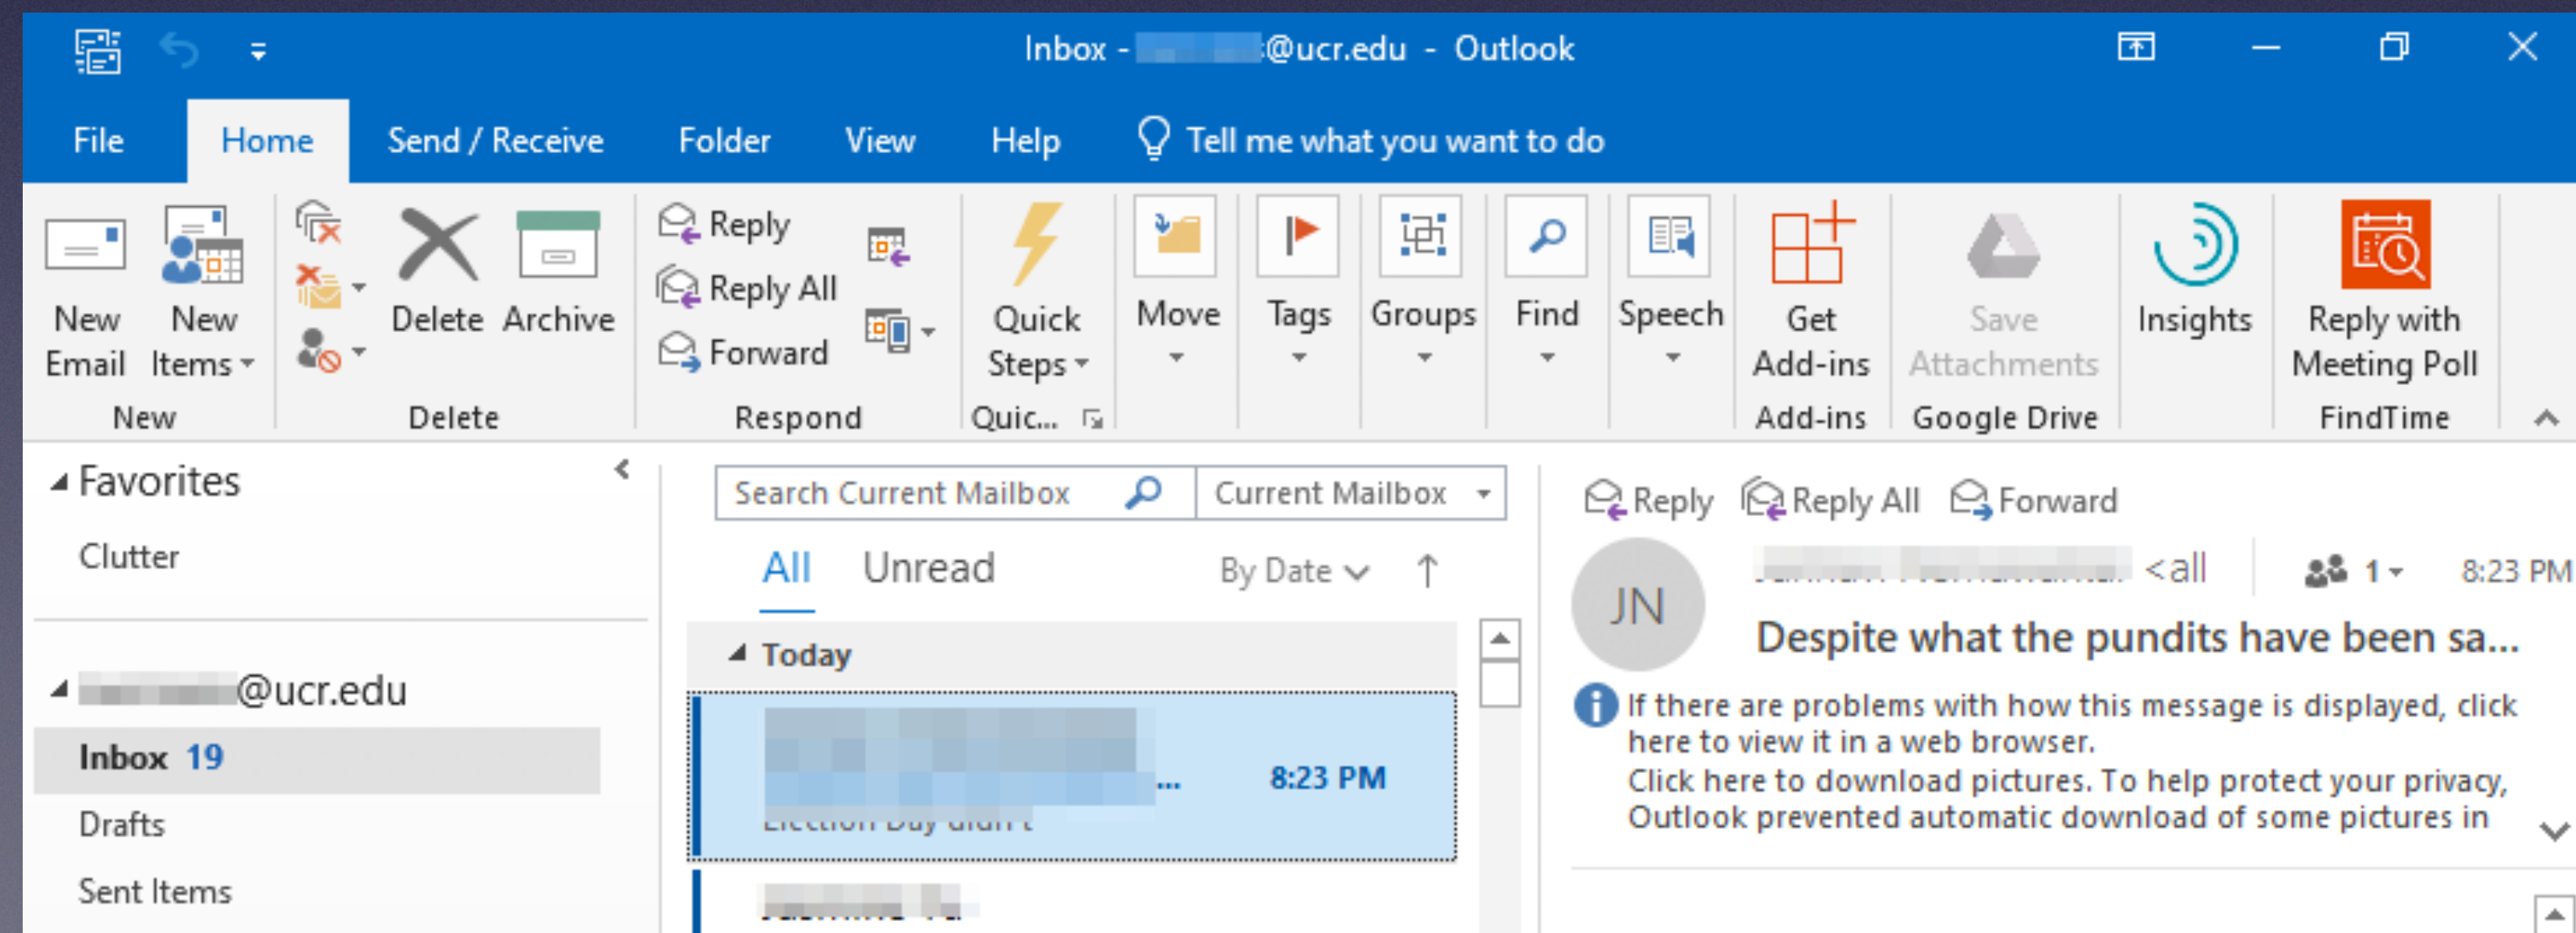 Inbox - @ucr.edu - Outlook
File Home Send / Receive Folder View Help Tell me what you want to do
New Email
New Items
Delete
Archive
Reply
Reply All
Forward
Quick Steps
Move
Tags
Groups
Find
Speech
Get Add-ins
Save Attachments
Insights
Reply with Meeting Poll
New
Delete
Respond
Quic...
Add-ins
Google Drive
FindTime
Favorites
Clutter
@ucr.edu
Inbox 19
Drafts
Sent Items
Search Current Mailbox
Current Mailbox
All Unread By Date
Today
... 8:23 PM
Election Day didn't
Reply Reply All Forward
JN
<all 1 8:23 PM
Despite what the pundits have been sa...
If there are problems with how this message is displayed, click
here to view it in a web browser.
Click here to download pictures. To help protect your privacy,
Outlook prevented automatic download of some pictures in